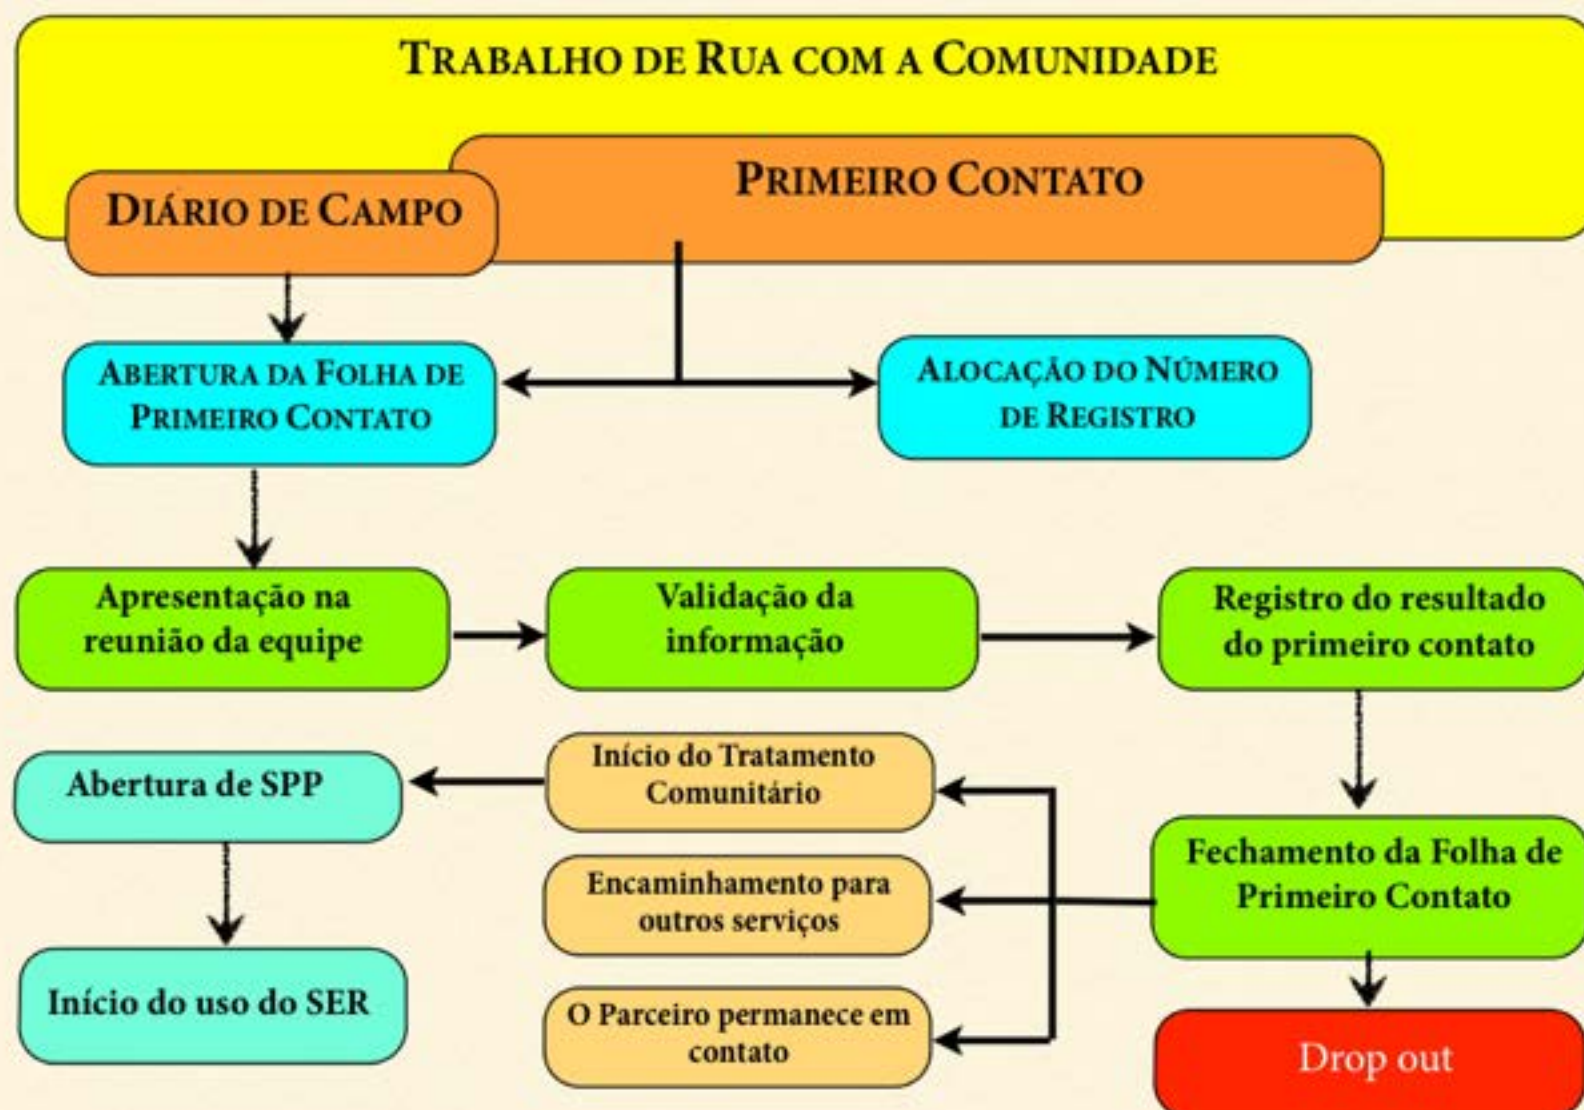 TRABALHO DE RUA COM A COMUNIDADE
PRIMEIRO CONTATO
DIÁRIO DE CAMPO
ABERTURA DA FOLHA DE
PRIMEIRO CONTATO
ALOCAÇÃO DO NÚMERO
DE REGISTRO
Apresentação na
reunião da equipe
Validação da
informação
Registro do resultado
do primeiro contato
Abertura de SPP
Início do Tratamento
Comunitário
Fechamento da Folha de
Primeiro Contato
Encaminhamento para
outros serviços
Início do uso do SER
O Parceiro permanece em
contato
Drop out